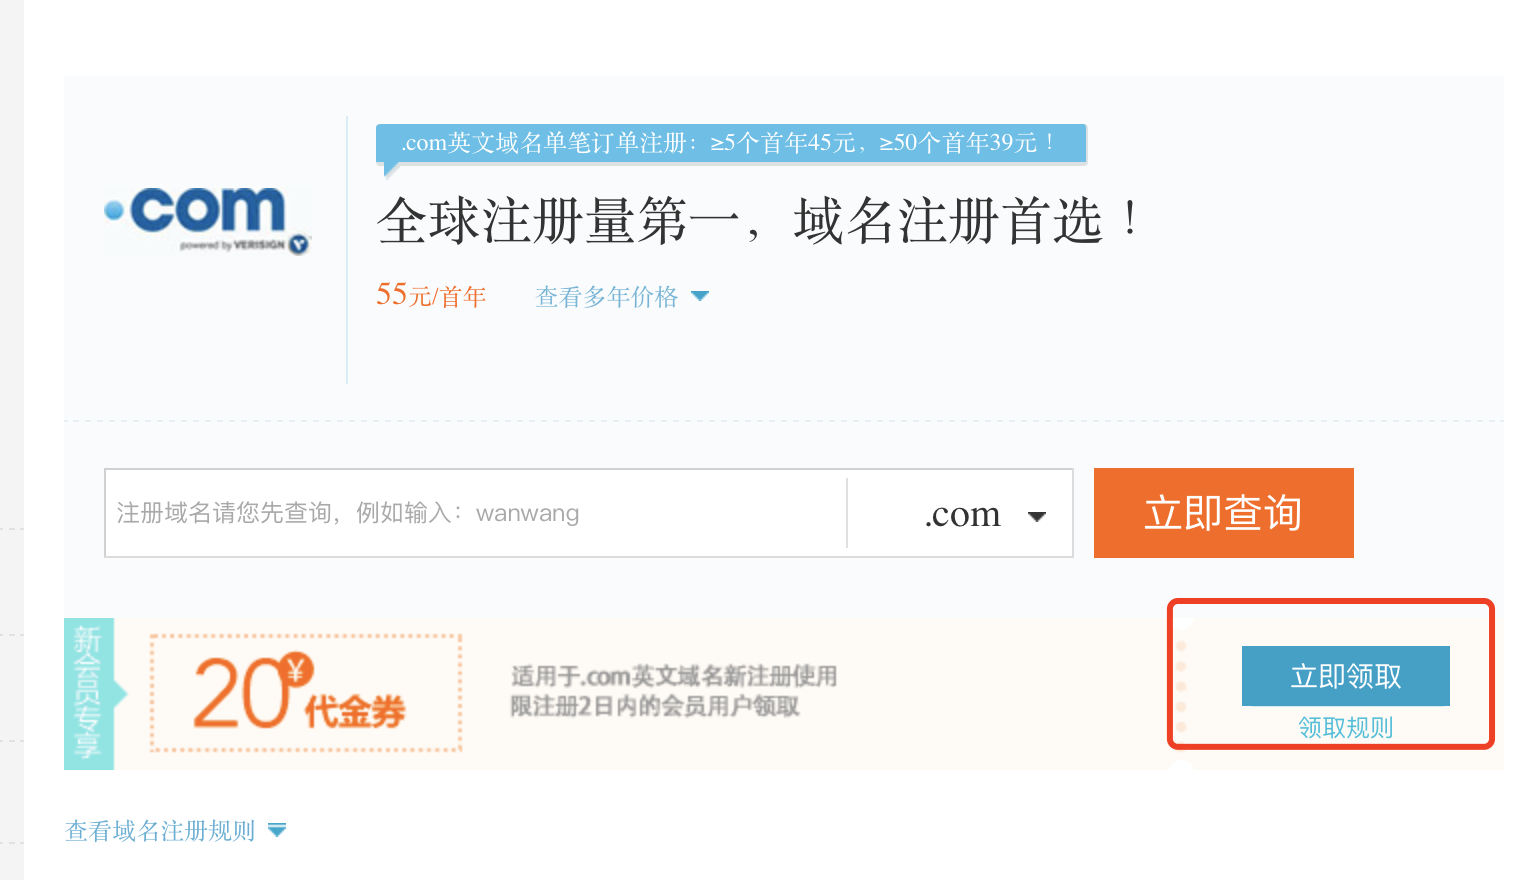 .com英文域名单笔订单注册：≥5个首年45元，≥50个首年39元！
.com
powered by VERISIGN
全球注册量第一，域名注册首选！
55元/首年 查看多年价格
注册域名请您先查询，例如输入：wanwang
.com
立即查询
新会员专享
20¥代金券
适用于.com英文域名新注册使用
限注册2日内的会员用户领取
立即领取
领取规则
查看域名注册规则